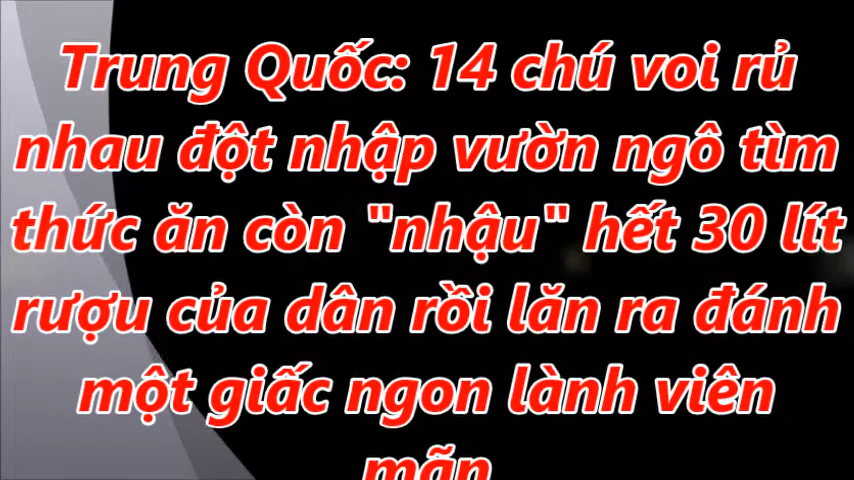 Trung Quốc: 14 chú voi rủ
nhau đột nhập vườn ngô tìm
thức ăn còn "nhậu" hết 30 lít
rượu của dân rồi lăn ra đánh
một giấc ngon lành viên
mãn